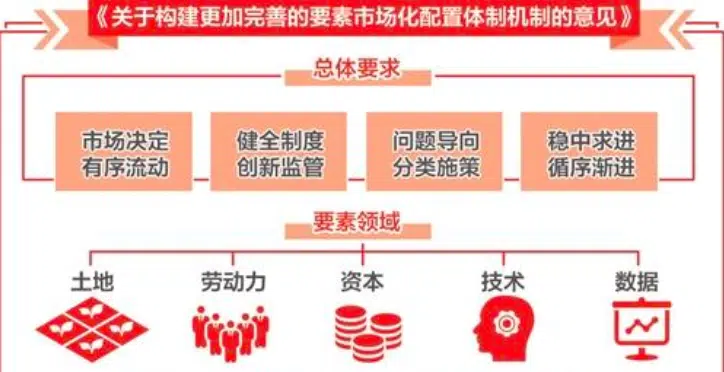 《关于构建更加完善的要素市场化配置体制机制的意见》
总体要求
市场决定
有序流动
健全制度
创新监管
问题导向
分类施策
稳中求进
循序渐进
要素领域
土地 劳动力 资本 技术 数据